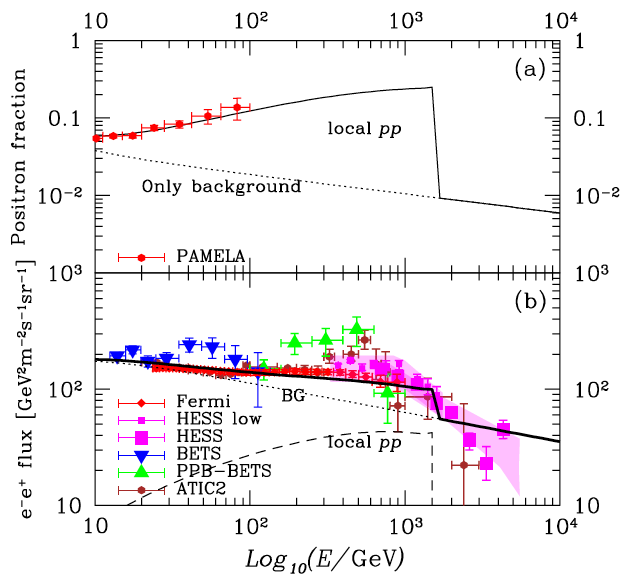 10 10² 10³ 10⁴
1 1
(a)
0.1 0.1
local pp
Only background
10⁻² 10⁻²
PAMELA
Positron fraction
10³ 10³
(b)
10² 10²
BG
Fermi
HESS low
HESS
BETS
PPB−BETS
ATIC2
local pp
10 10
e⁻e⁺ flux [GeV²m⁻²s⁻¹sr⁻¹]
10 10² 10³ 10⁴
Log₁₀(E/GeV)